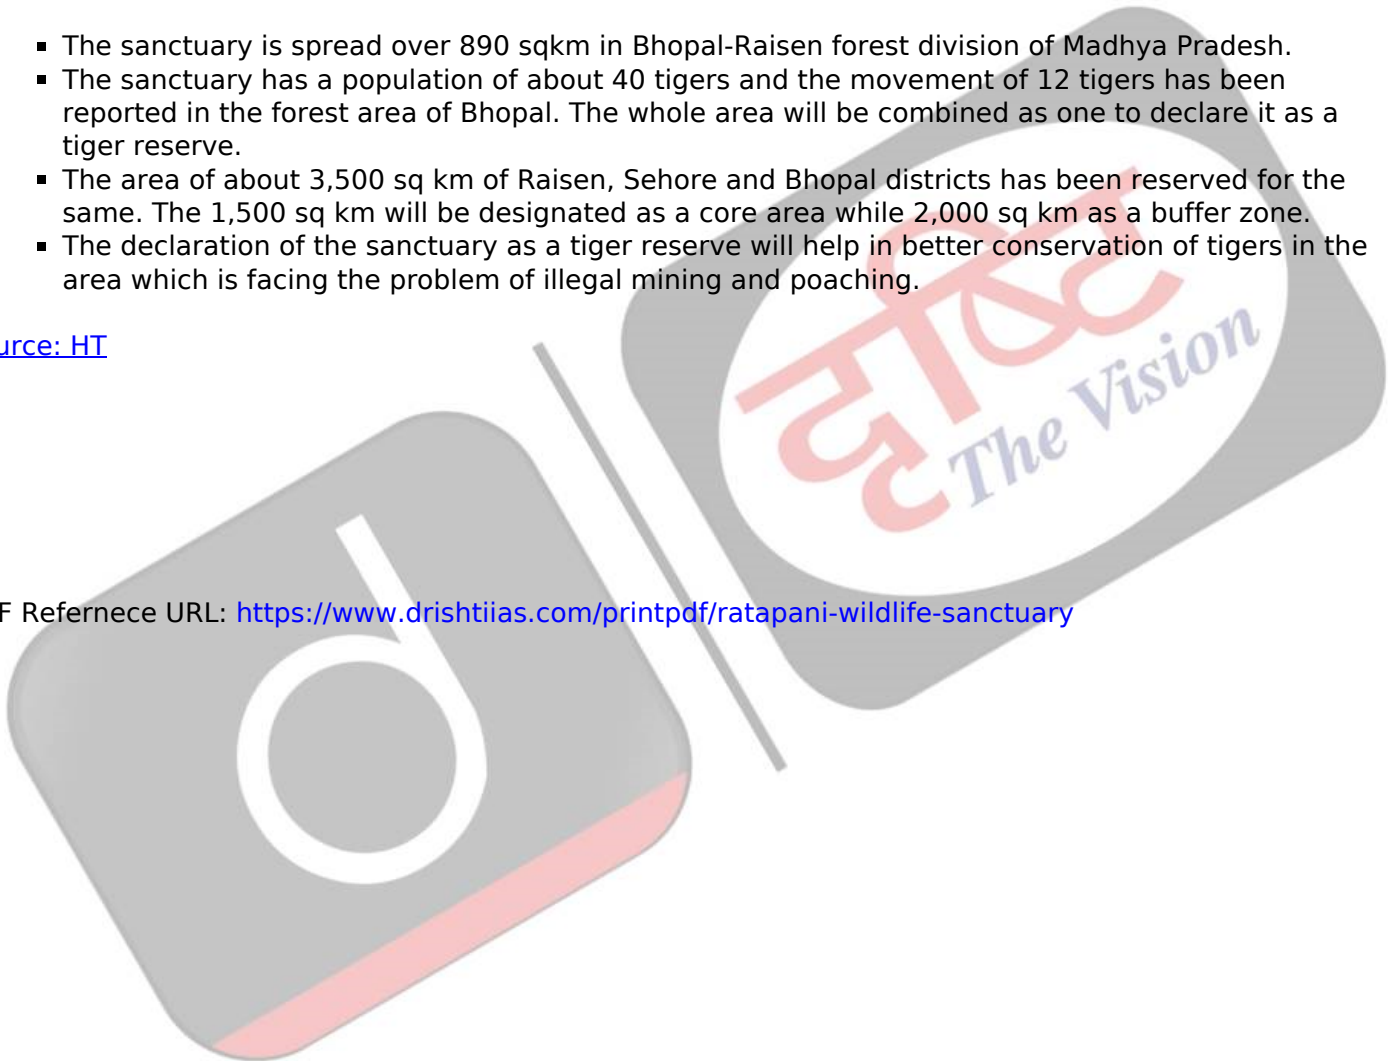 ▪ The sanctuary is spread over 890 sqkm in Bhopal-Raisen forest division of Madhya Pradesh.
▪ The sanctuary has a population of about 40 tigers and the movement of 12 tigers has been
reported in the forest area of Bhopal. The whole area will be combined as one to declare it as a
tiger reserve.
▪ The area of about 3,500 sq km of Raisen, Sehore and Bhopal districts has been reserved for the
same. The 1,500 sq km will be designated as a core area while 2,000 sq km as a buffer zone.
▪ The declaration of the sanctuary as a tiger reserve will help in better conservation of tigers in the
area which is facing the problem of illegal mining and poaching.
urce: HT
दृष्टि
The Vision
d
F Refernece URL: https://www.drishtiias.com/printpdf/ratapani-wildlife-sanctuary